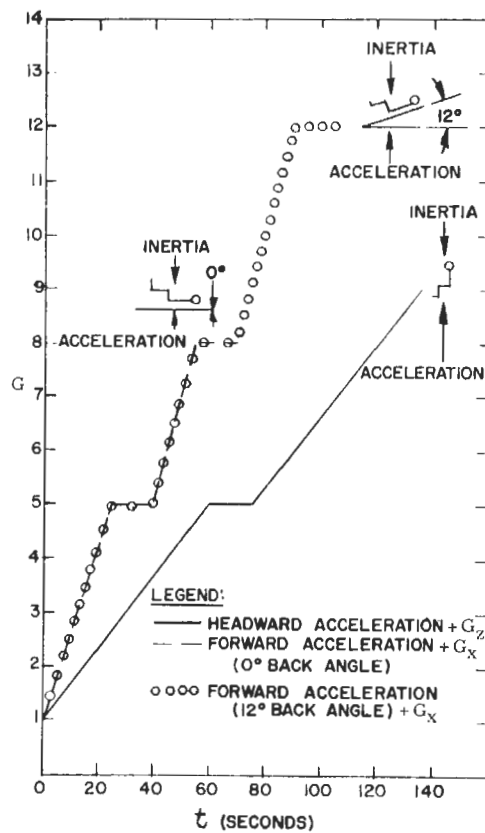 14
13
12
11
10
9
8
7
6
5
4
3
2
1
G
INERTIA
12°
ACCELERATION
INERTIA
ACCELERATION
INERTIA
0°
ACCELERATION
LEGEND:
HEADWARD ACCELERATION + Gz
FORWARD ACCELERATION + Gx
(0° BACK ANGLE)
FORWARD ACCELERATION
(12° BACK ANGLE) + Gx
0 20 40 60 80 100 120 140
t (SECONDS)